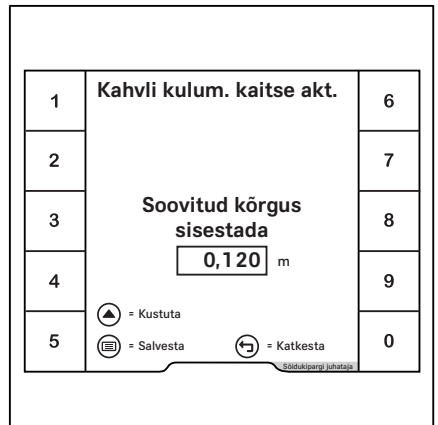 Kahvli kulum. kaitse akt.
1
6
2
7
Soovitud kõrgus
3
8
sisestada
0,120 m
4
9
= Kustuta
5
= Salvesta
= Katkesta
0
Sõidukipargi juhataja